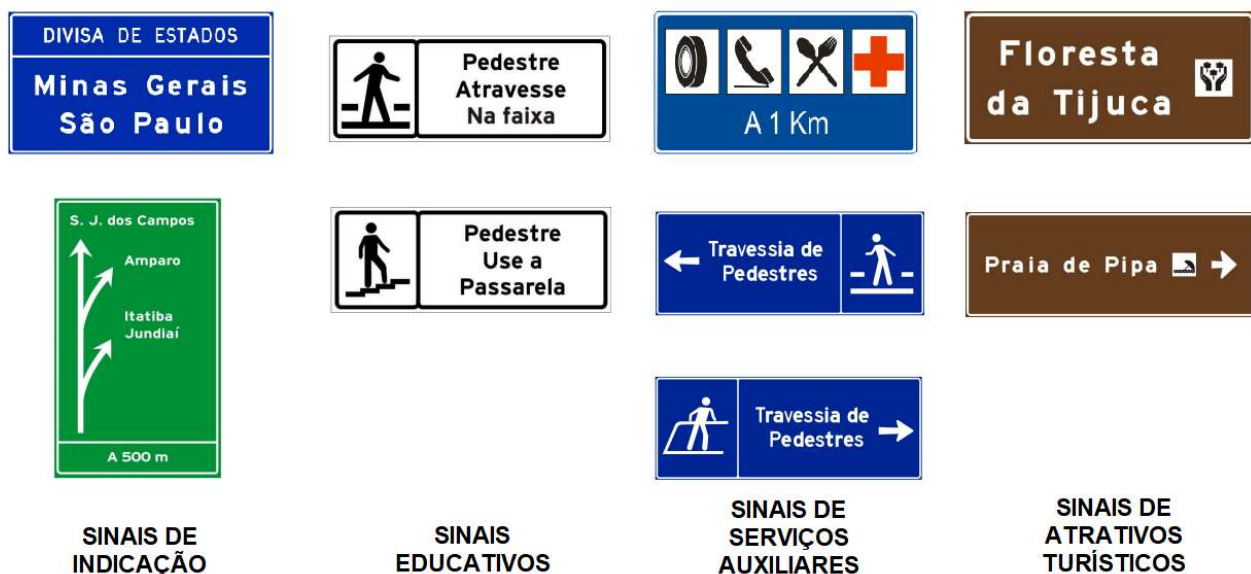 DIVISA DE ESTADOS
Minas Gerais
São Paulo
S. J. dos Campos
Amparo
Itatiba
Jundiaí
A 500 m
SINAIS DE
INDICAÇÃO
Pedestre
Atravesse
Na faixa
Pedestre
Use a
Passarela
SINAIS
EDUCATIVOS
A 1 Km
Travessia de
Pedestres
Travessia de
Pedestres
SINAIS DE
SERVIÇOS
AUXILIARES
Floresta
da Tijuca
Praia de Pipa
SINAIS DE
ATRATIVOS
TURÍSTICOS